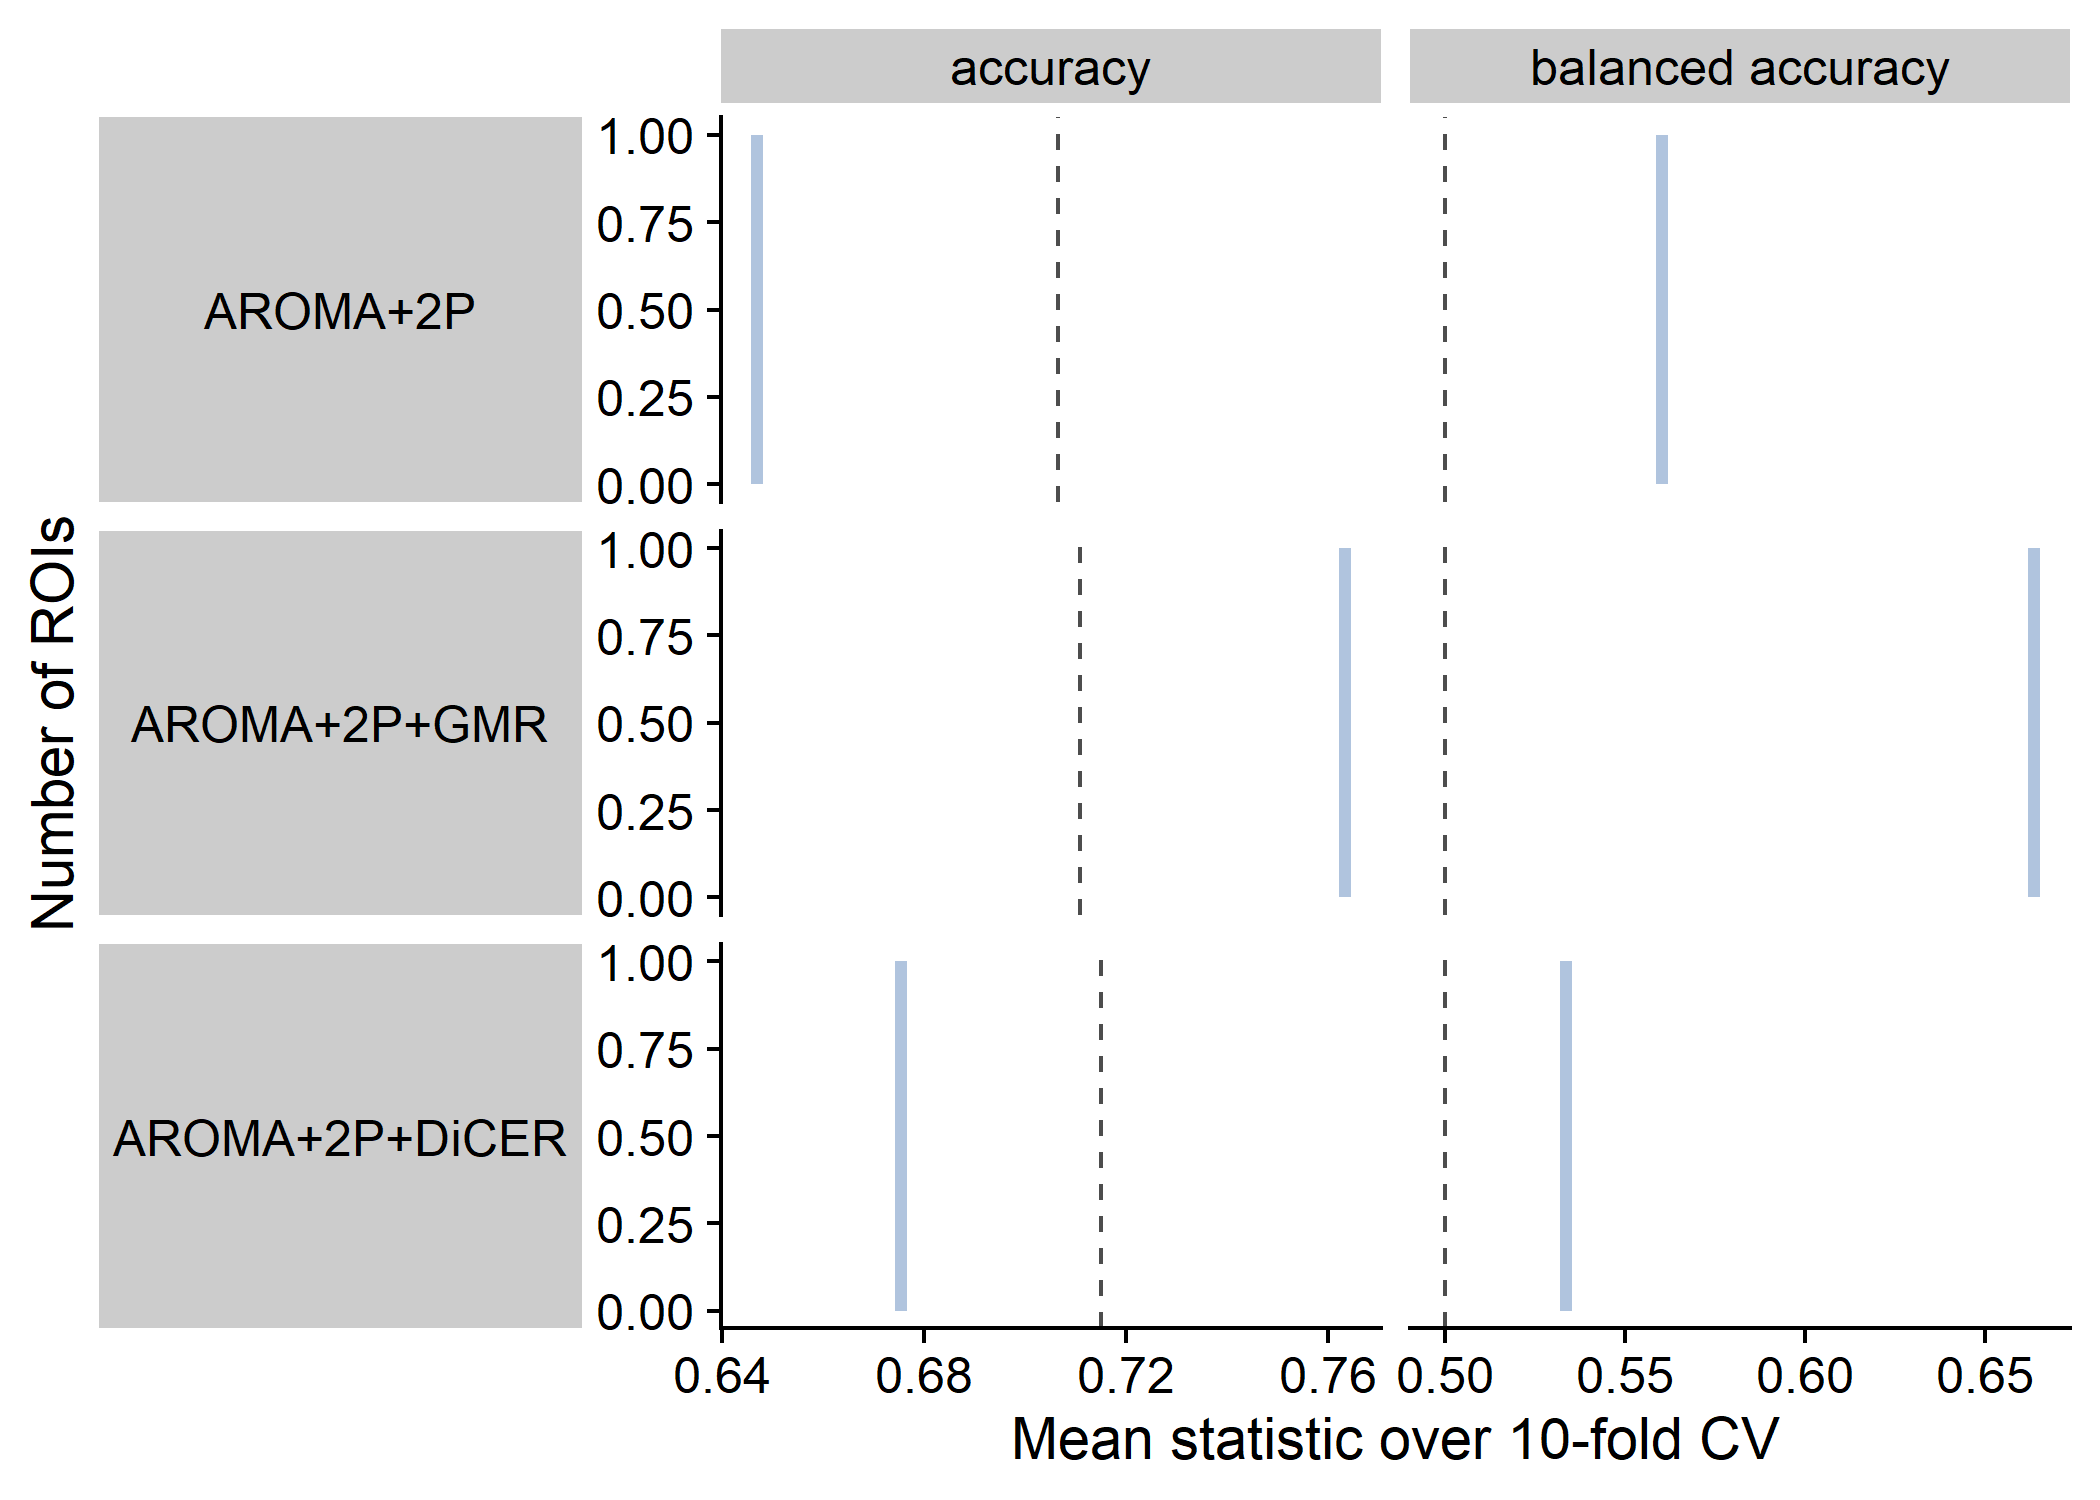 accuracy
balanced accuracy
Number of ROIs
AROMA+2P
1.00
0.75
0.50
0.25
0.00
AROMA+2P+GMR
1.00
0.75
0.50
0.25
0.00
AROMA+2P+DiCER
1.00
0.75
0.50
0.25
0.00
0.64 0.68 0.72 0.76 0.50 0.55 0.60 0.65
Mean statistic over 10-fold CV